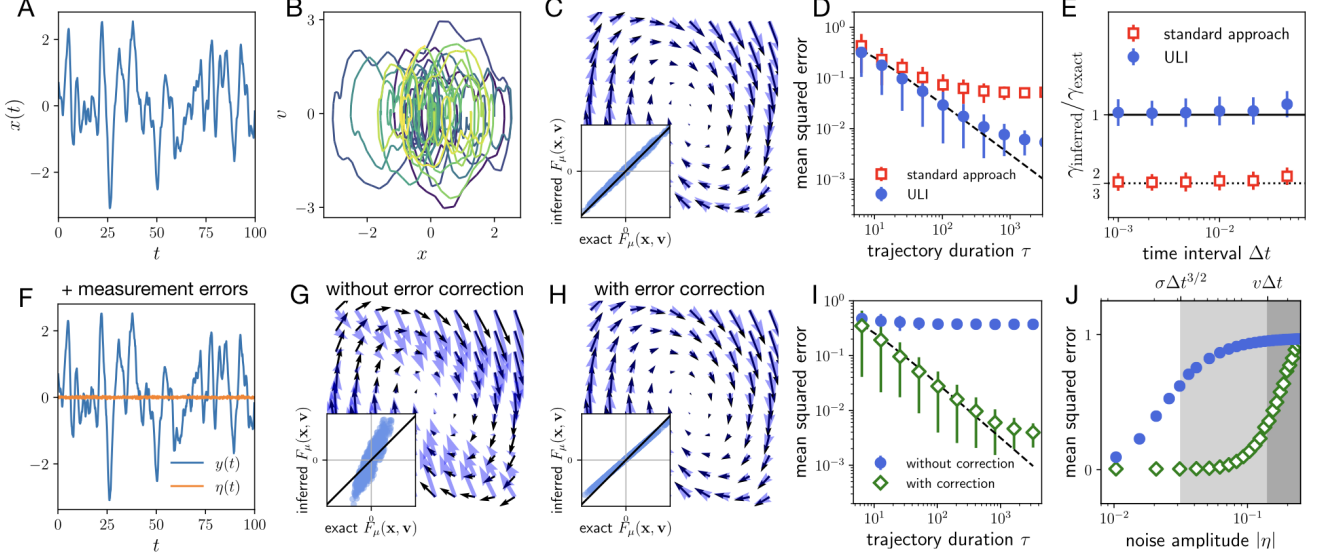 A
B
C
D
E
x(t)
2
0
−2
0
25
50
75
100
t
v
3
0
−3
−2
0
2
x
inferred F_μ(x, v)
0
0
exact F_μ(x, v)
mean squared error
10^0
10^{-1}
10^{-2}
10^{-3}
standard approach
ULI
10^1
10^2
10^3
trajectory duration τ
standard approach
ULI
γ_inferred/γ_exact
1
2/3
10^{-3}
10^{-2}
time interval Δt
F
+ measurement errors
G
without error correction
H
with error correction
I
J
σΔt^{3/2}
vΔt
2
0
−2
y(t)
η(t)
0
25
50
75
100
t
inferred F_μ(x, v)
0
0
exact F_μ(x, v)
inferred F_μ(x, v)
0
0
exact F_μ(x, v)
mean squared error
10^0
10^{-1}
10^{-2}
10^{-3}
without correction
with correction
10^1
10^2
10^3
trajectory duration τ
mean squared error
1
0
10^{-2}
10^{-1}
noise amplitude |η|